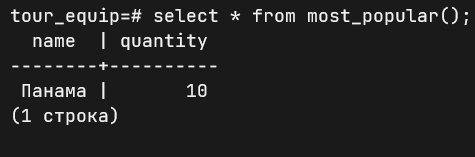 tour_equip=# select * from most_popular();
  name  | quantity
--------+----------
 Панама |       10
(1 строка)